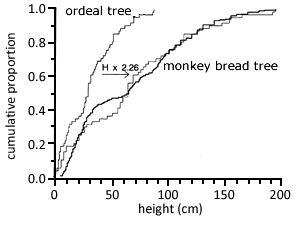 ordeal tree
H x 2.26
monkey bread tree
cumulative proportion
1.0
0.8
0.6
0.4
0.2
0.0
0 50 100 150 200
height (cm)